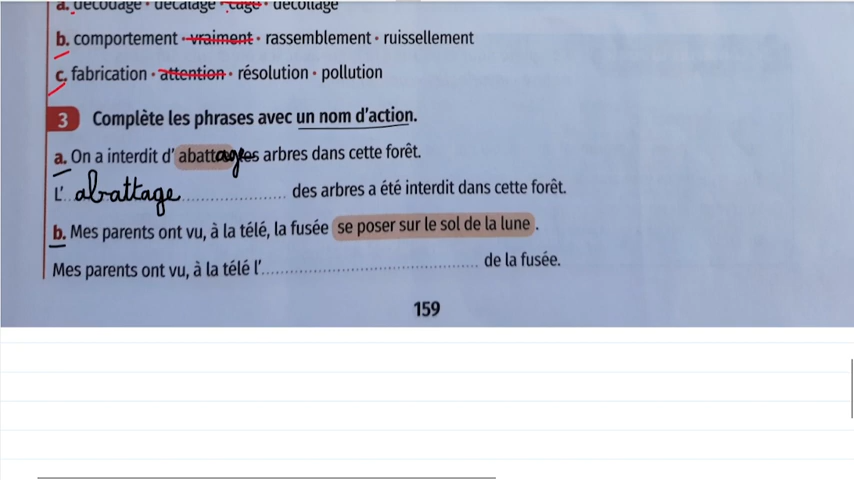 a. découpage · décalage · cage · décollage
b. comportement · vraiment · rassemblement · ruissellement
c. fabrication · attention · résolution · pollution
3 Complète les phrases avec un nom d'action.
a. On a interdit d' abattage es arbres dans cette forêt.
L' abattage des arbres a été interdit dans cette forêt.
b. Mes parents ont vu, à la télé, la fusée se poser sur le sol de la lune.
Mes parents ont vu, à la télé l'........................ de la fusée.
159